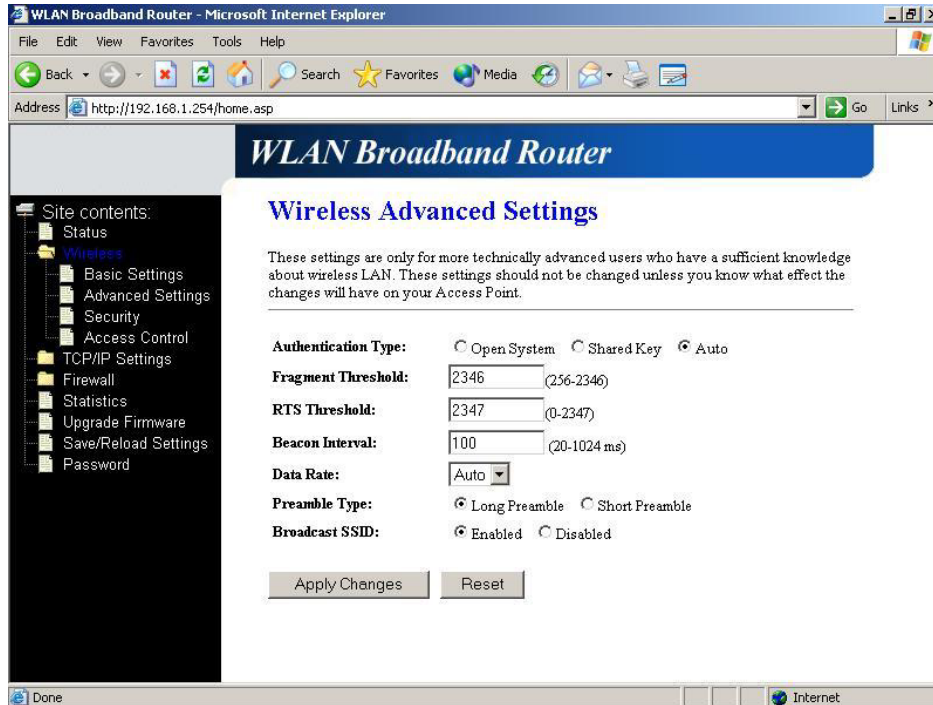 WLAN Broadband Router - Microsoft Internet Explorer
File Edit View Favorites Tools Help
Back Search Favorites Media
Address http://192.168.1.254/home.asp Go Links
WLAN Broadband Router
Site contents:
Status
Wireless
Basic Settings
Advanced Settings
Security
Access Control
TCP/IP Settings
Firewall
Statistics
Upgrade Firmware
Save/Reload Settings
Password
Wireless Advanced Settings
These settings are only for more technically advanced users who have a sufficient knowledge
about wireless LAN. These settings should not be changed unless you know what effect the
changes will have on your Access Point.
Authentication Type: Open System Shared Key Auto
Fragment Threshold: 2346 (256-2346)
RTS Threshold: 2347 (0-2347)
Beacon Interval: 100 (20-1024 ms)
Data Rate: Auto
Preamble Type: Long Preamble Short Preamble
Broadcast SSID: Enabled Disabled
Apply Changes Reset
Done Internet